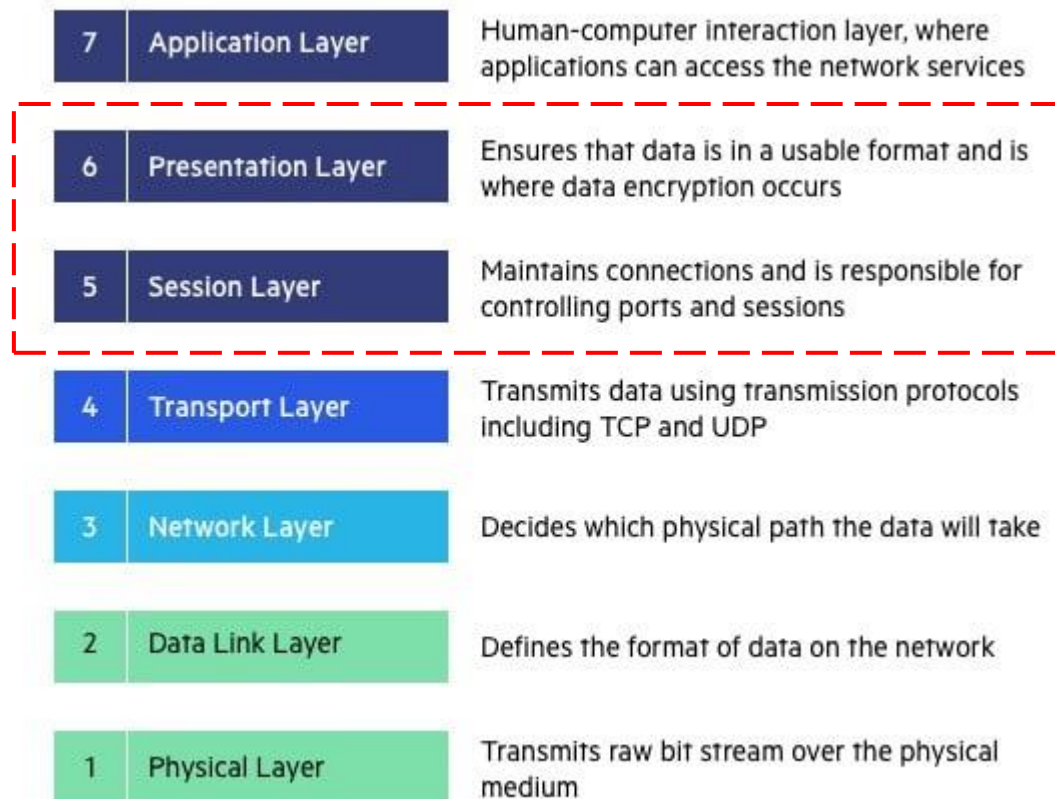 7 Application Layer
Human-computer interaction layer, where
applications can access the network services
6 Presentation Layer
Ensures that data is in a usable format and is
where data encryption occurs
5 Session Layer
Maintains connections and is responsible for
controlling ports and sessions
4 Transport Layer
Transmits data using transmission protocols
including TCP and UDP
3 Network Layer
Decides which physical path the data will take
2 Data Link Layer
Defines the format of data on the network
1 Physical Layer
Transmits raw bit stream over the physical
medium